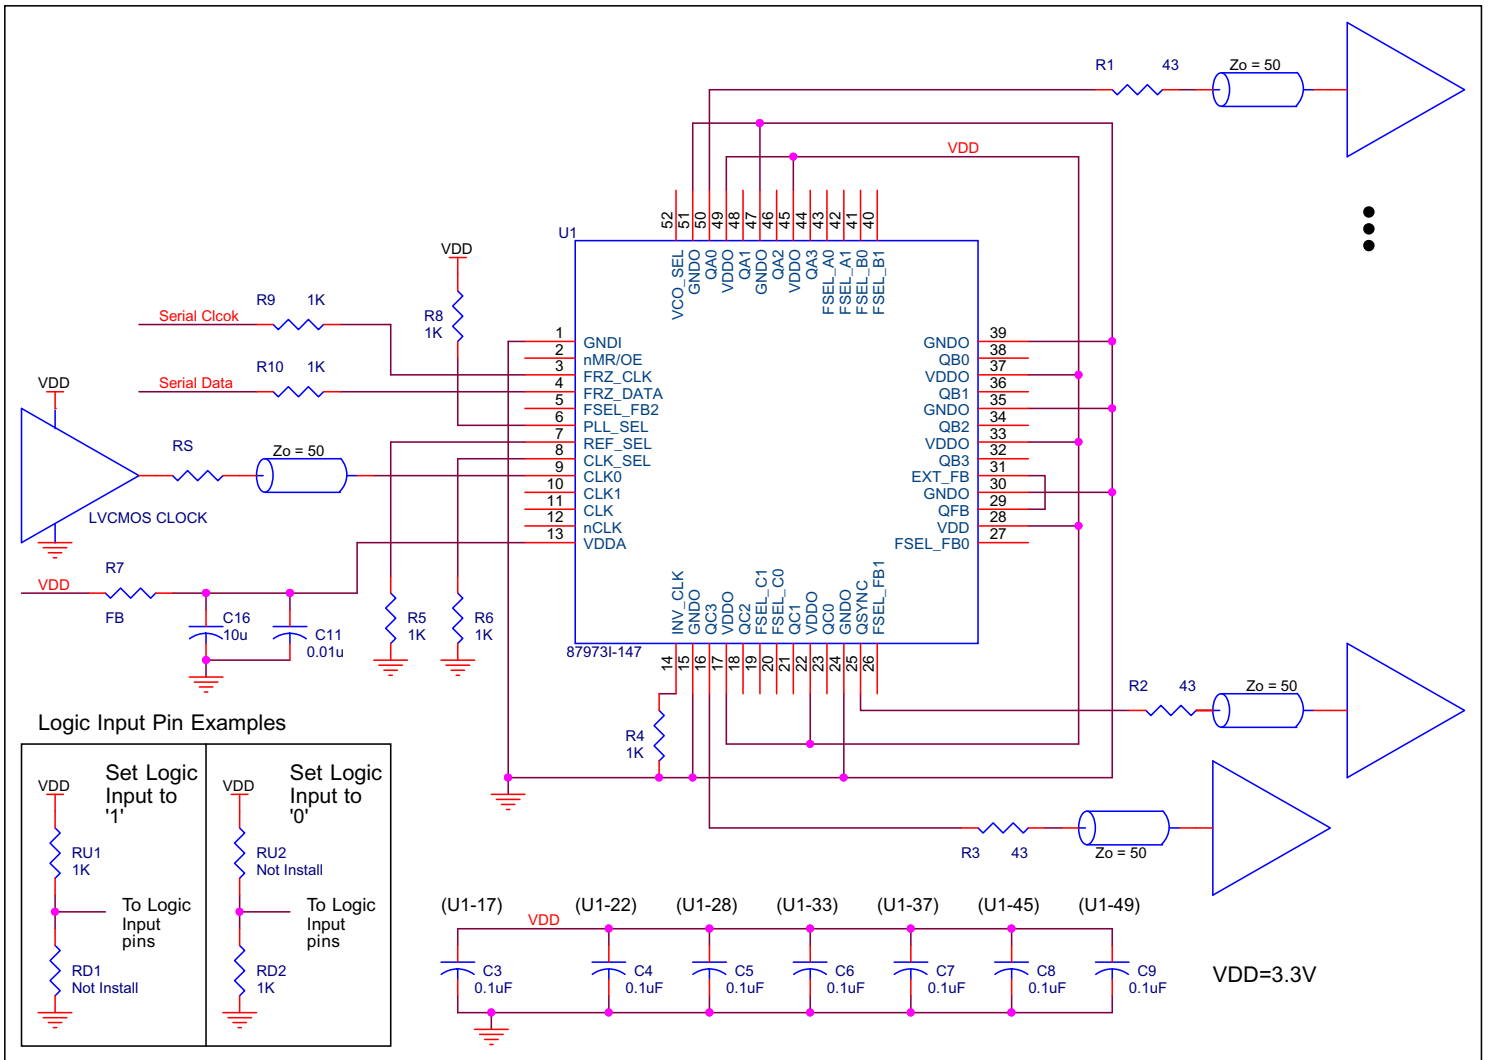 R1 43 Zo = 50
VDD
52 51 50 49 48 47 46 45 44 43 42 41 40
U1
VCO_SEL GNDO QA0 VDDO QA1 GNDO QA2 VDDO QA3 FSEL_A0 FSEL_A1 FSEL_B0 FSEL_B1
VDD
R8
1K
R9 1K
Serial Clcok
R10 1K
Serial Data
1 GNDI
2 nMR/OE
3 FRZ_CLK
4 FRZ_DATA
5 FSEL_FB2
6 PLL_SEL
7 REF_SEL
8 CLK_SEL
9 CLK0
10 CLK1
11 CLK
12 nCLK
13 VDDA
GNDO 39
QB0 38
VDDO 37
QB1 36
GNDO 35
QB2 34
VDDO 33
QB3 32
EXT_FB 31
GNDO 30
QFB 29
VDD 28
FSEL_FB0 27
VDD
RS
Zo = 50
LVCMOS CLOCK
VDD
R7
FB
C16
10u
C11
0.01u
R5
1K
R6
1K
INV_CLK GNDO QC3 VDDO QC2 FSEL_C1 FSEL_C0 QC1 VDDO QC0 GNDO QSYNC FSEL_FB1
87973I-147
14 15 16 17 18 19 20 21 22 23 24 25 26
R4
1K
R2 43 Zo = 50
R3 43 Zo = 50
Logic Input Pin Examples
VDD
Set Logic
Input to
'1'
RU1
1K
To Logic
Input
pins
RD1
Not Install
VDD
Set Logic
Input to
'0'
RU2
Not Install
To Logic
Input
pins
RD2
1K
(U1-17) (U1-22) (U1-28) (U1-33) (U1-37) (U1-45) (U1-49)
VDD
C3
0.1uF
C4
0.1uF
C5
0.1uF
C6
0.1uF
C7
0.1uF
C8
0.1uF
C9
0.1uF
VDD=3.3V